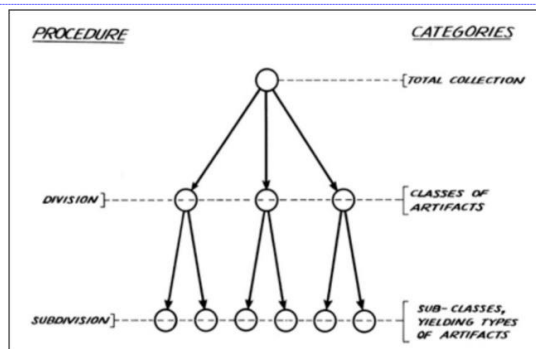 PROCEDURE
CATEGORIES
TOTAL COLLECTION
DIVISION
CLASSES OF
ARTIFACTS
SUBDIVISION
SUB-CLASSES,
YIELDING TYPES
OF ARTIFACTS